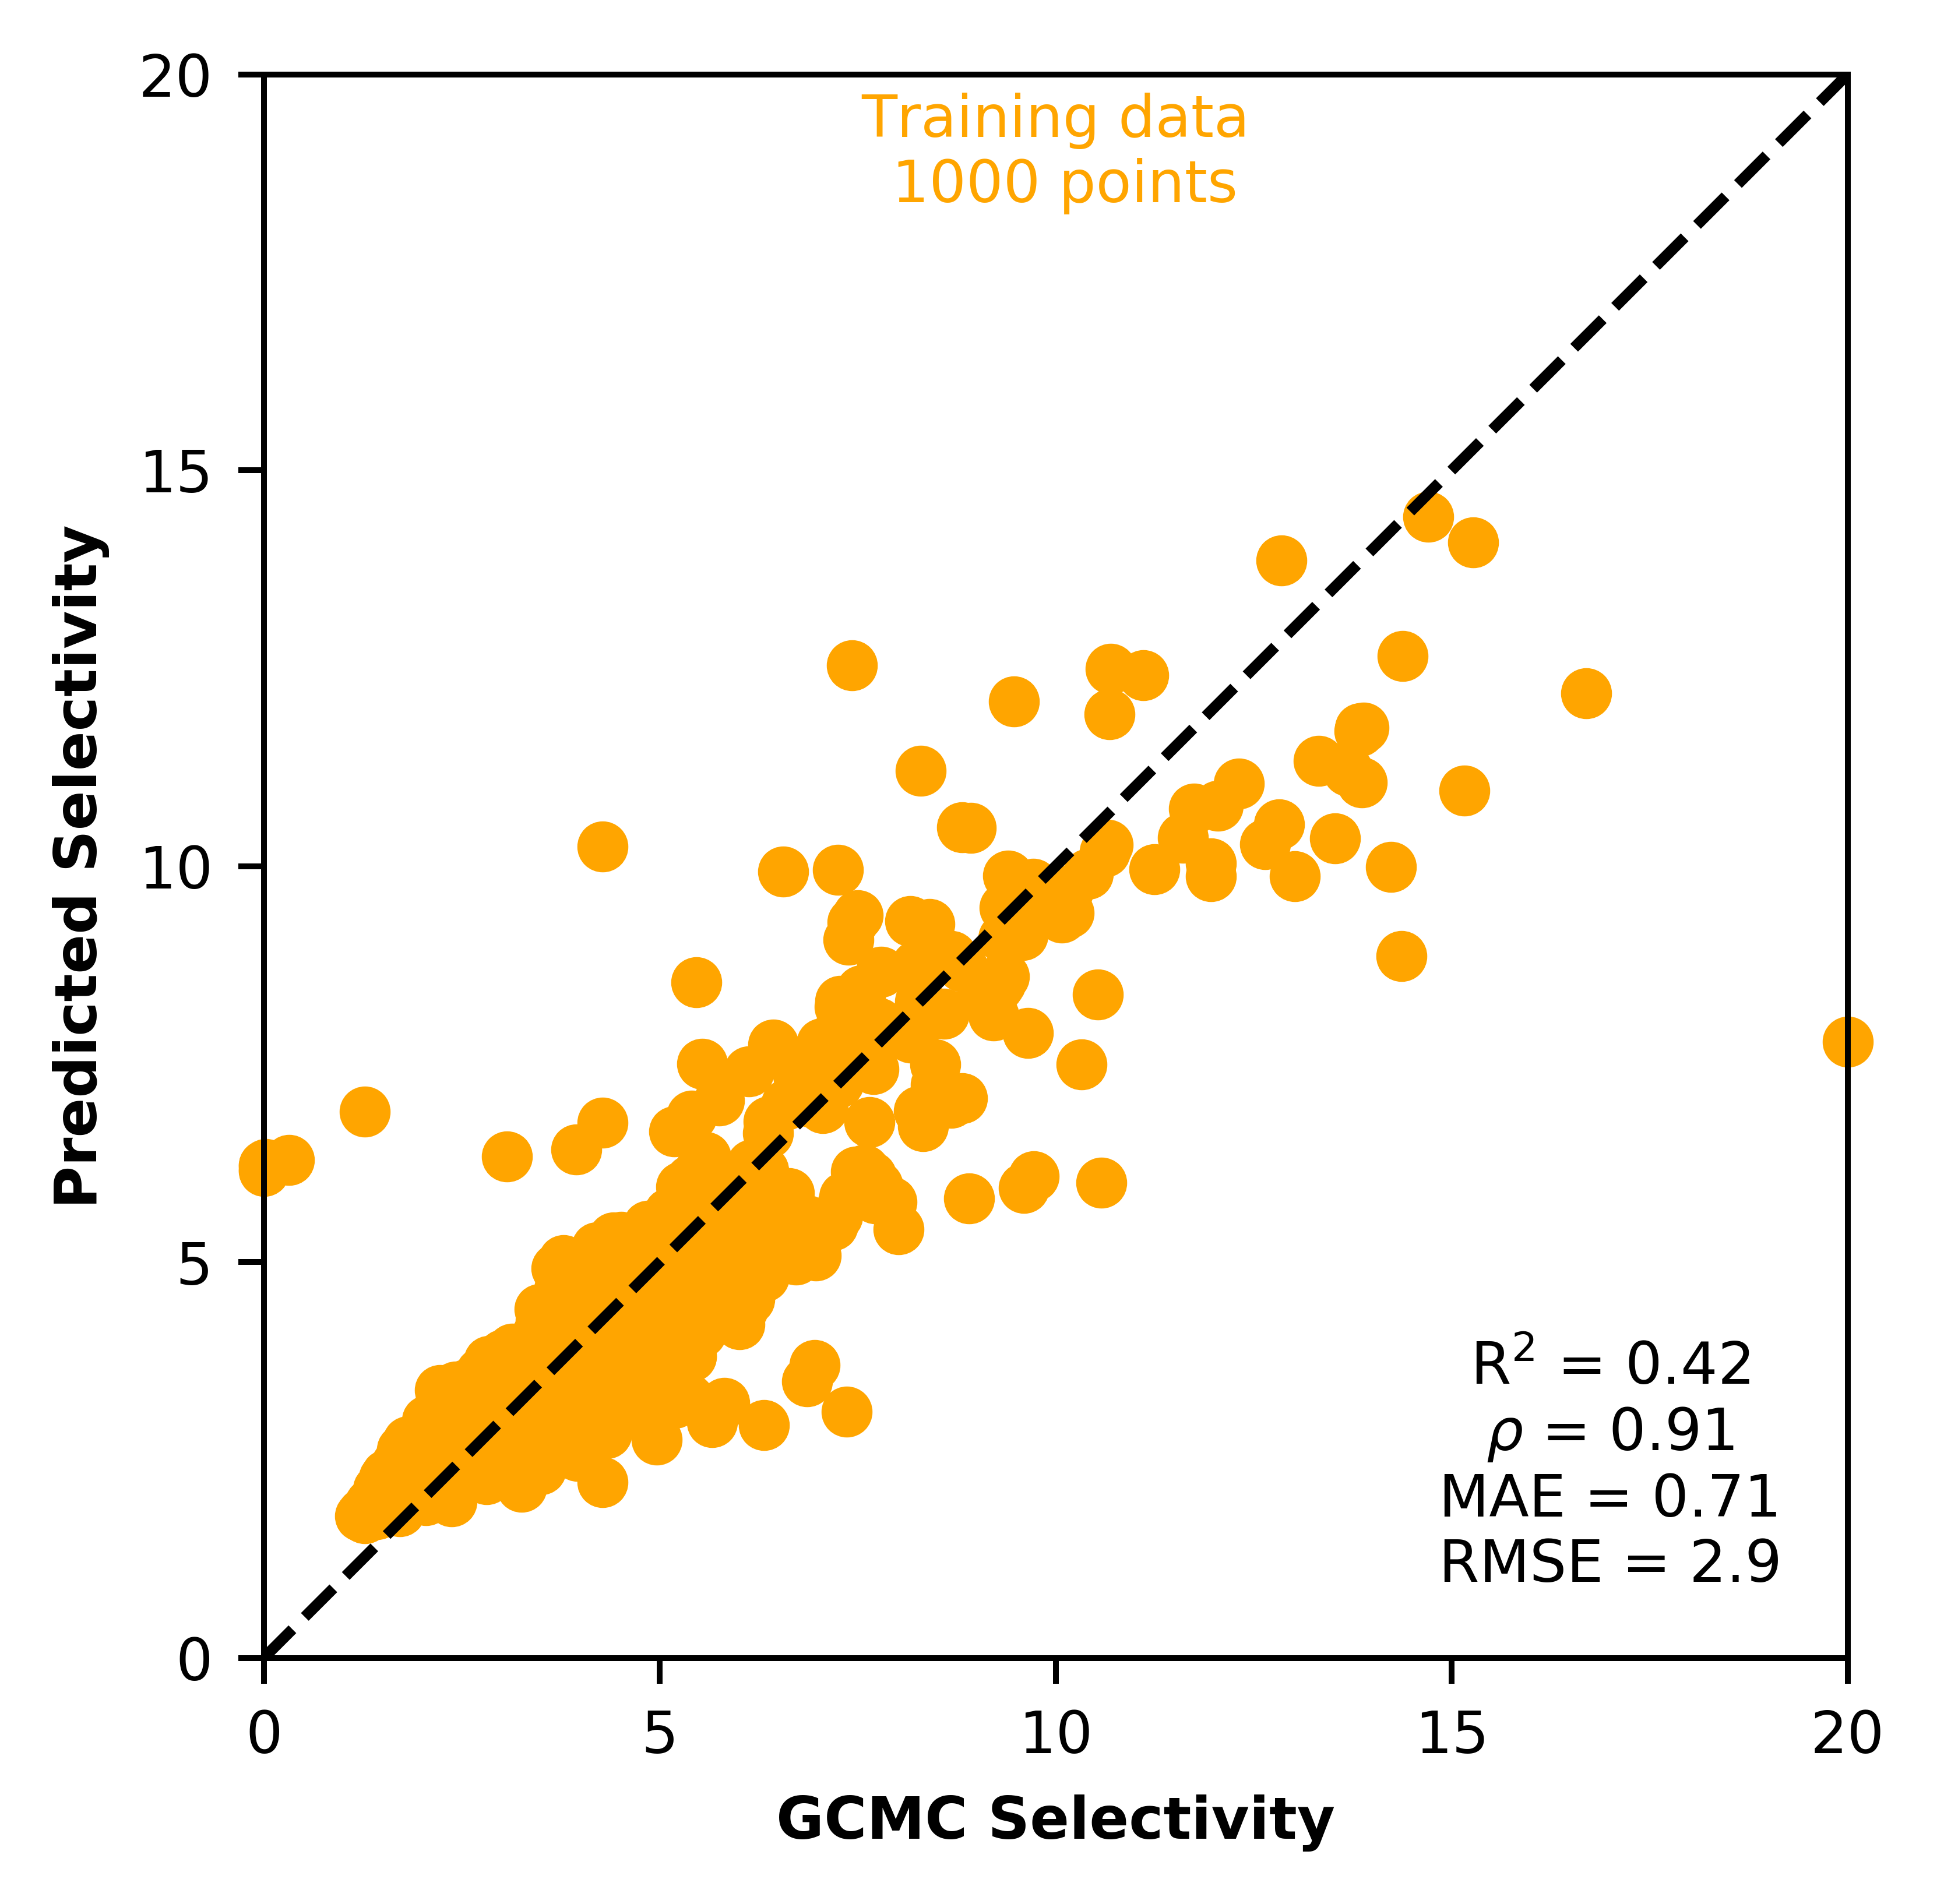 Training data
1000 points
20
15
10
5
0
Predicted Selectivity
R² = 0.42
ρ = 0.91
MAE = 0.71
RMSE = 2.9
0 5 10 15 20
GCMC Selectivity